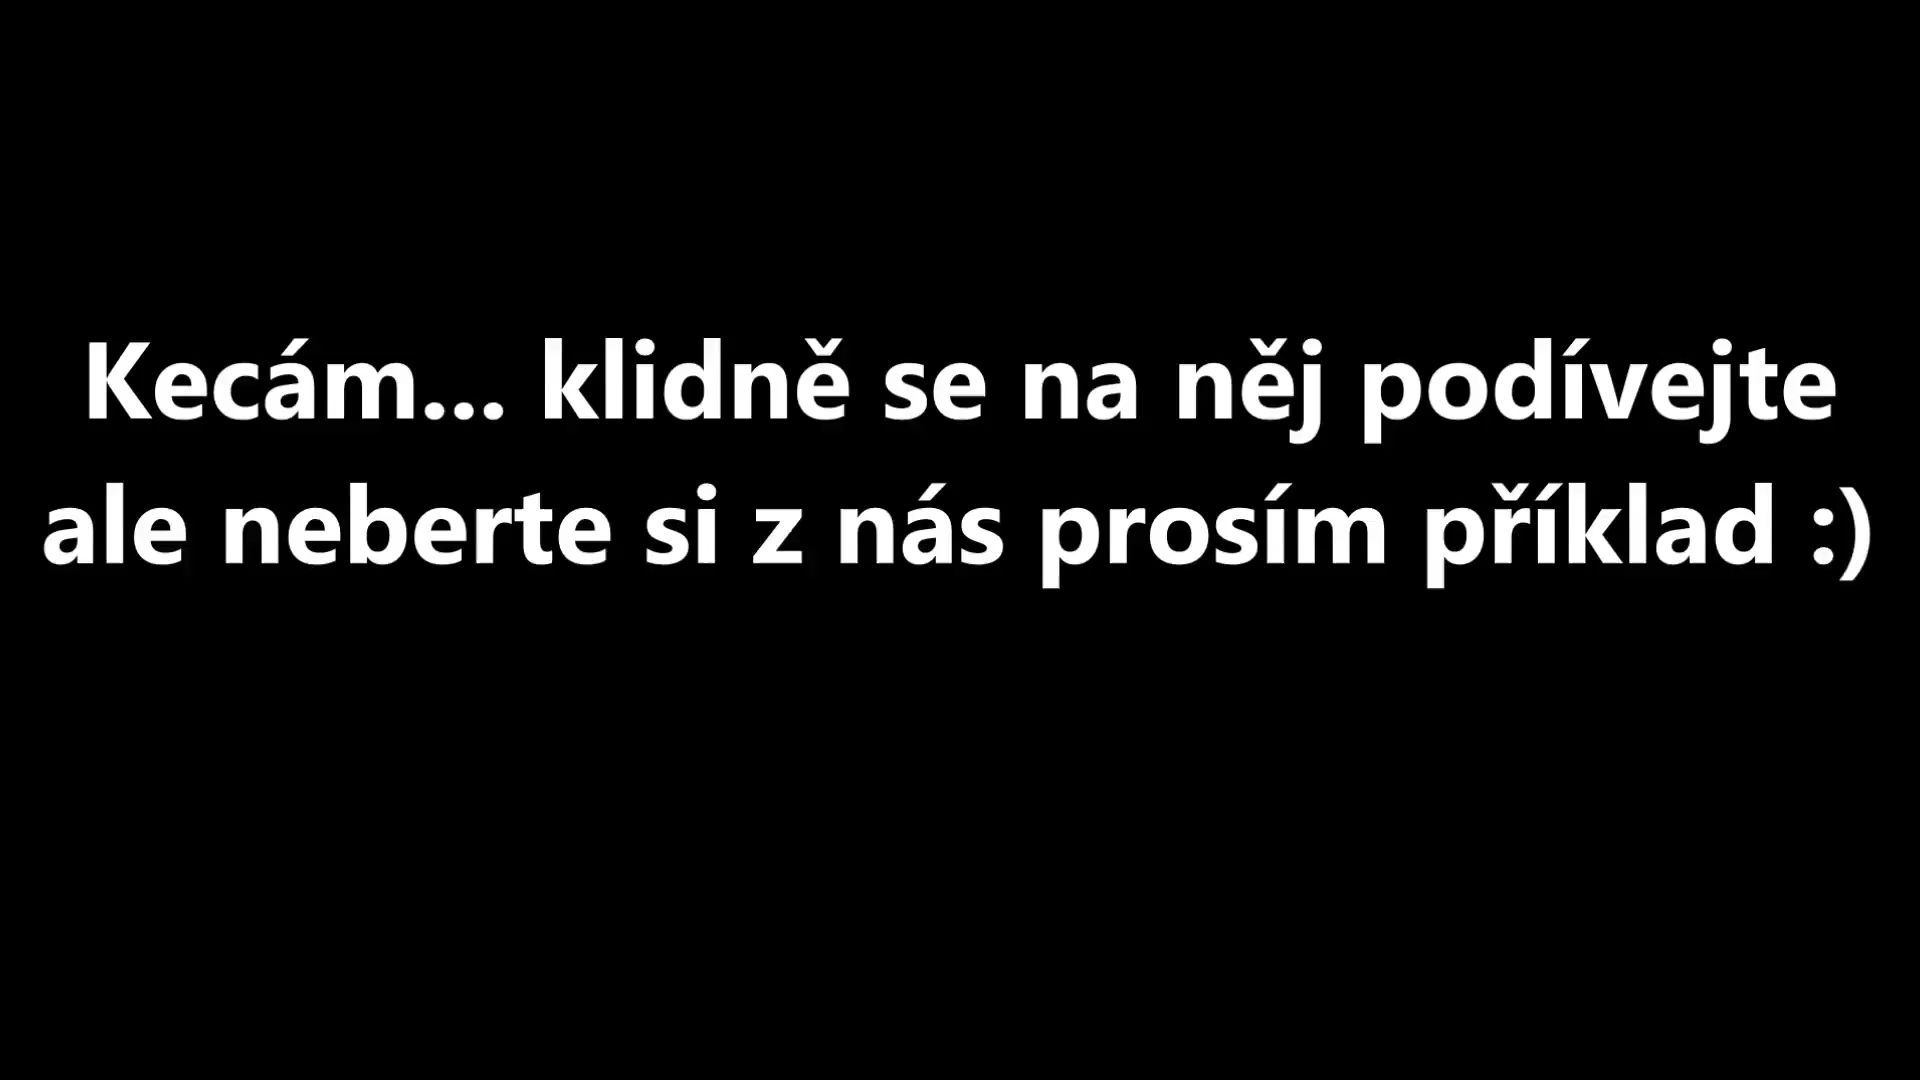 Kecám... klidně se na něj podívejte
ale neberte si z nás prosím příklad :)